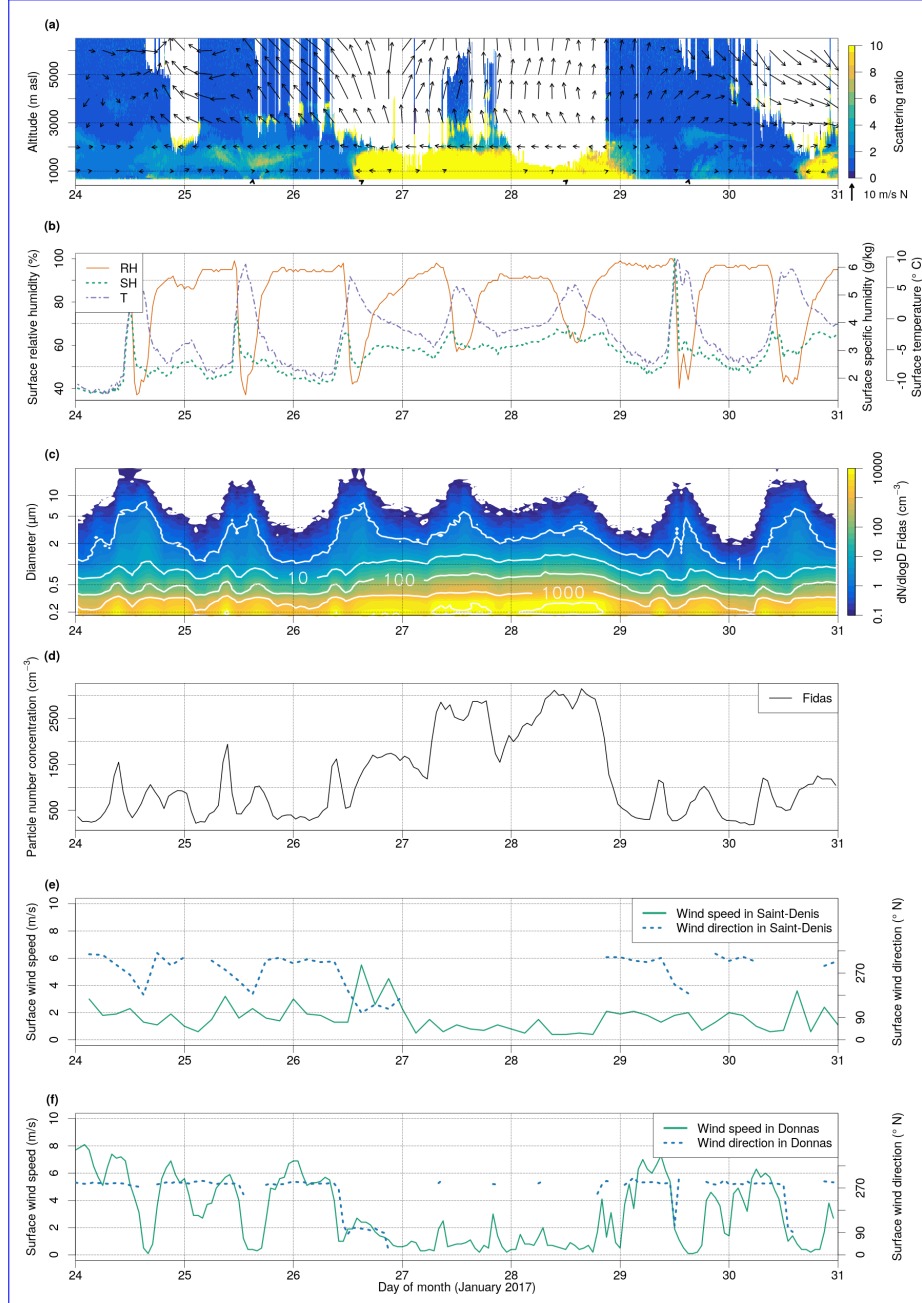 (a)
Altitude (m asl)
1000 3000 5000
24 25 26 27 28 29 30 31
0 2 4 6 8 10
Scattering ratio
10 m/s N
(b)
Surface relative humidity (%)
40 60 80 100
RH
SH
T
24 25 26 27 28 29 30 31
2 3 4 5 6
Surface specific humidity (g/kg)
-10 -5 0 5 10
Surface temperature (° C)
(c)
Diameter (µm)
0.2 0.5 1 2 5 10
10 100 1000 1
24 25 26 27 28 29 30 31
0.1 1 10 100 10000
dN/dlogD Fidas (cm⁻³)
(d)
Particle number concentration (cm⁻³)
500 1500 2500
Fidas
24 25 26 27 28 29 30 31
(e)
Surface wind speed (m/s)
0 2 4 6 8 10
Wind speed in Saint-Denis
Wind direction in Saint-Denis
24 25 26 27 28 29 30 31
0 90 270
Surface wind direction (° N)
(f)
Surface wind speed (m/s)
0 2 4 6 8 10
Wind speed in Donnas
Wind direction in Donnas
24 25 26 27 28 29 30 31
0 90 270
Surface wind direction (° N)
Day of month (January 2017)